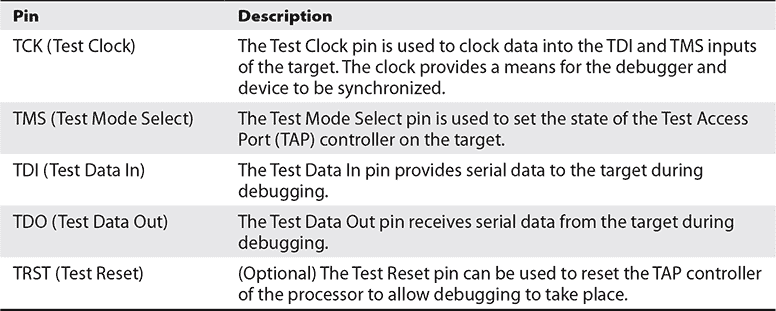 Pin Description
TCK (Test Clock) The Test Clock pin is used to clock data into the TDI and TMS inputs
of the target. The clock provides a means for the debugger and
device to be synchronized.
TMS (Test Mode Select) The Test Mode Select pin is used to set the state of the Test Access
Port (TAP) controller on the target.
TDI (Test Data In) The Test Data In pin provides serial data to the target during
debugging.
TDO (Test Data Out) The Test Data Out pin receives serial data from the target during
debugging.
TRST (Test Reset) (Optional) The Test Reset pin can be used to reset the TAP controller
of the processor to allow debugging to take place.